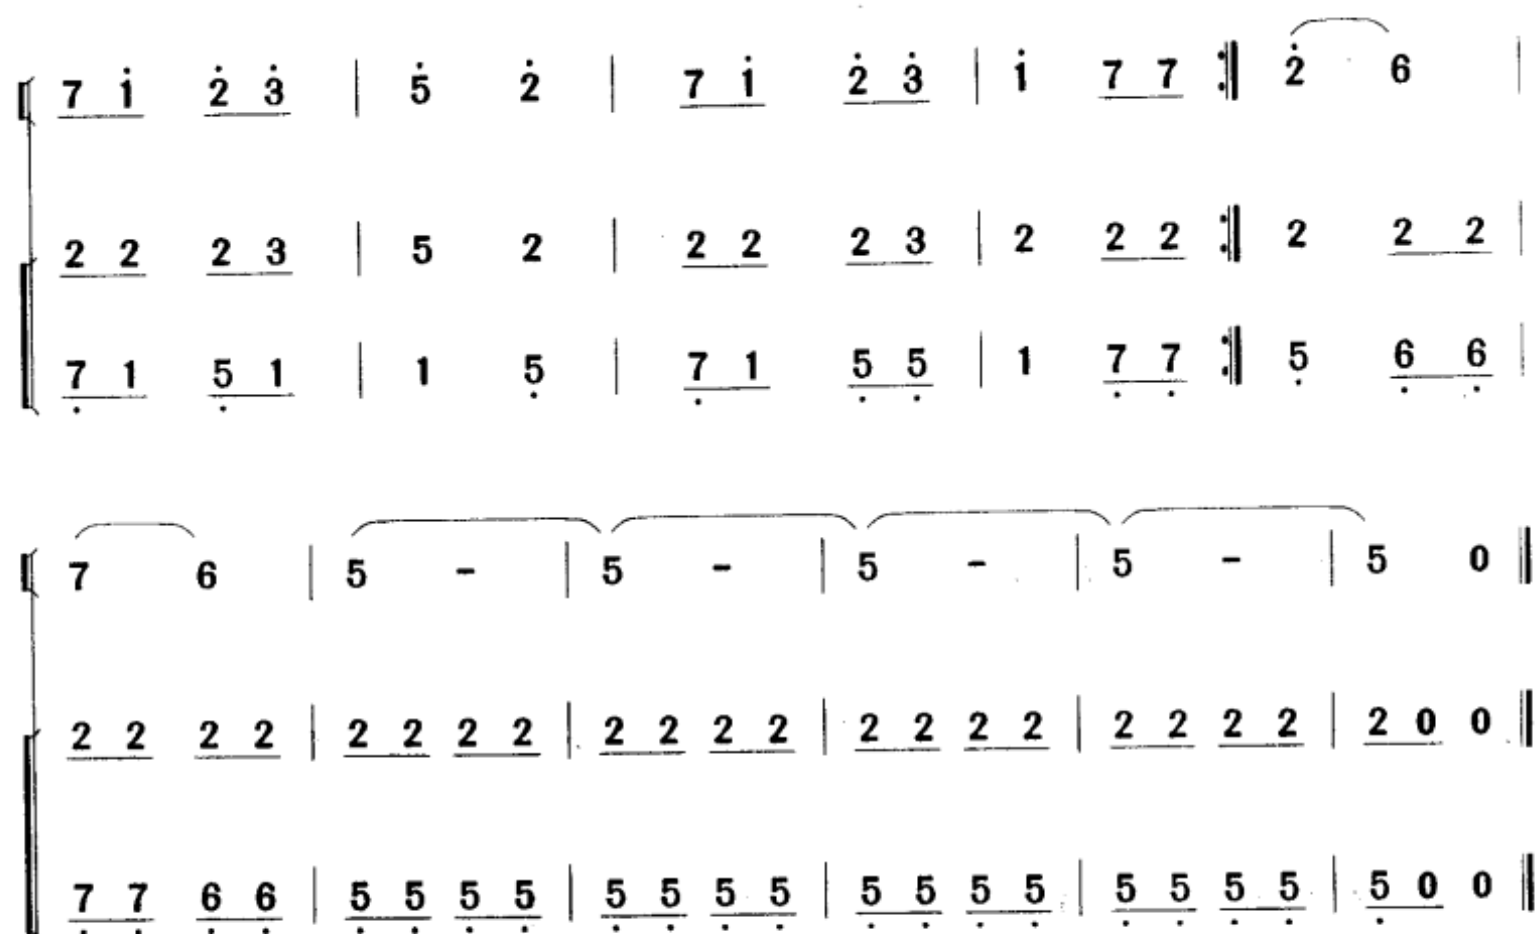 7 1̇ 2̇ 3̇ | 5̇ 2̇ | 7 1̇ 2̇ 3̇ | 1̇ 7 7 :‖ 2̇ 6 |
2 2 2 3 | 5 2 | 2 2 2 3 | 2 2 2 :‖ 2 2 2 |
7̣ 1 5̣ 1 | 1 5̣ | 7̣ 1 5̣ 5̣ | 1 7̣ 7̣ :‖ 5̣ 6̣ 6̣ |
7 6 | 5 - | 5 - | 5 - | 5 - | 5 0 ‖
2 2 2 2 | 2 2 2 2 | 2 2 2 2 | 2 2 2 2 | 2 2 2 2 | 2 0 0 ‖
7̣ 7̣ 6̣ 6̣ | 5̣ 5̣ 5̣ 5̣ | 5̣ 5̣ 5̣ 5̣ | 5̣ 5̣ 5̣ 5̣ | 5̣ 5̣ 5̣ 5̣ | 5̣ 0 0 ‖